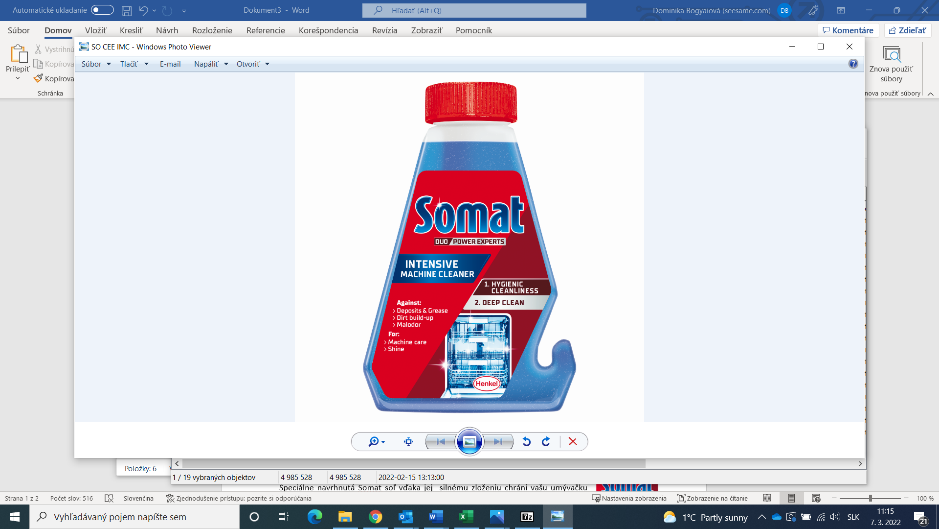 Automatické ukladanie
Dokument3 - Word
Hľadať (Alt+Q)
Dominika Bogyaiová (seesame.com)
DB
Súbor Domov Vložiť Kresliť Návrh Rozloženie Referencie Korešpondencia Revízia Zobraziť Pomocník
Komentáre
Zdieľať
Prilepiť
Vystrihnú
Kopírova
Kopírova
Schránka
Znova použiť
súbory
nova použiť súbory
SO CEE IMC - Windows Photo Viewer
Súbor Tlačiť E-mail Napáliť Otvoriť
Somat
DUO POWER EXPERTS
INTENSIVE
MACHINE CLEANER
1. HYGIENIC
CLEANLINESS
2. DEEP CLEAN
Against:
> Deposits & Grease
> Dirt build-up
> Malodor
For:
> Machine care
> Shine
Henkel
Položky: 6
1 / 19 vybraných objektov 4 985 528 4 985 528 2022-02-15 13:13:00
Špeciálne navrhnutá Somat soľ vďaka jej silnému zloženiu chráni vašu umývačku
Strana 1 z 2 Počet slov: 516 Slovenčina Zjednodušenie prístupu: pozrite si odporúčania
Nastavenia zobrazenia Zobrazenie na čítanie 100 %
Vyhľadávaný pojem napíšte sem
1°C Partly sunny
SLK
11:15
7. 3. 2022
21